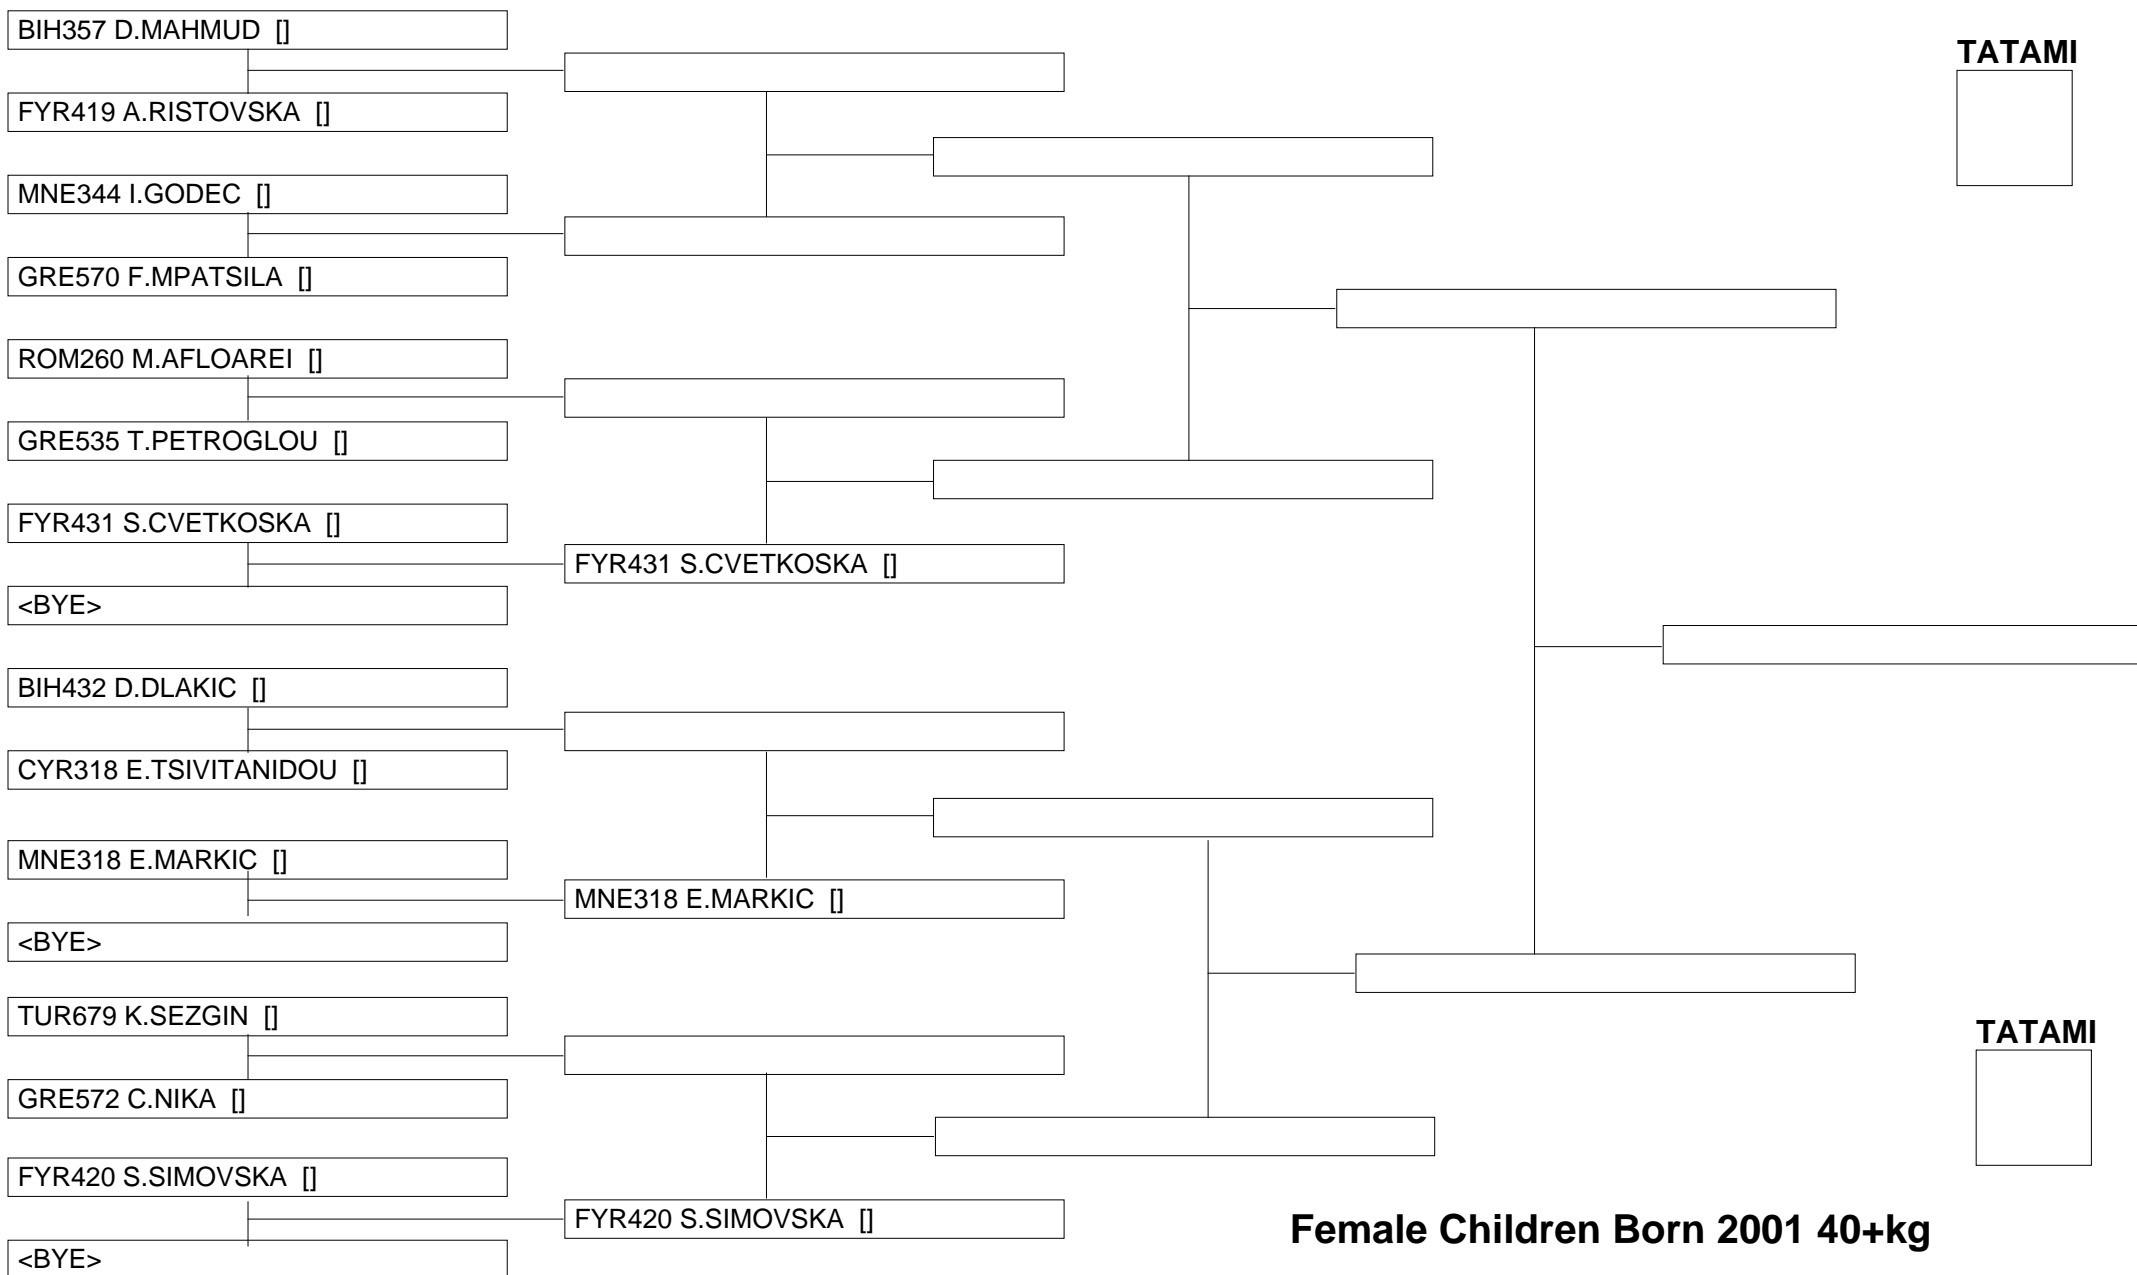 BIH357 D.MAHMUD []
TATAMI
FYR419 A.RISTOVSKA []
MNE344 I.GODEC []
GRE570 F.MPATSILA []
ROM260 M.AFLOAREI []
GRE535 T.PETROGLOU []
FYR431 S.CVETKOSKA []
FYR431 S.CVETKOSKA []
<BYE>
BIH432 D.DLAKIC []
CYR318 E.TSIVITANIDOU []
MNE318 E.MARKIC []
MNE318 E.MARKIC []
<BYE>
TUR679 K.SEZGIN []
TATAMI
GRE572 C.NIKA []
FYR420 S.SIMOVSKA []
FYR420 S.SIMOVSKA []
Female Children Born 2001 40+kg
<BYE>